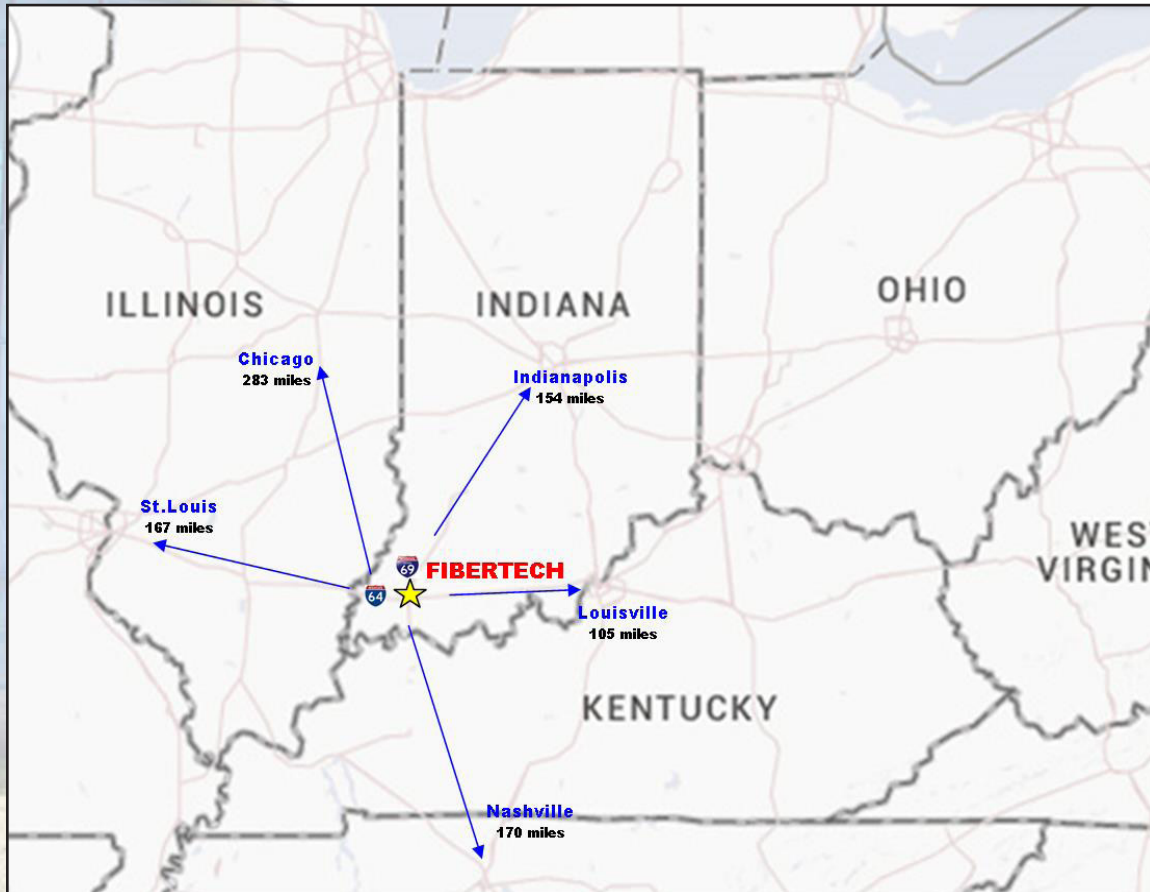 ILLINOIS
INDIANA
OHIO
Chicago
283 miles
Indianapolis
154 miles
St.Louis
167 miles
WES
VIRGIN
69
FIBERTECH
64
Louisville
105 miles
KENTUCKY
Nashville
170 miles